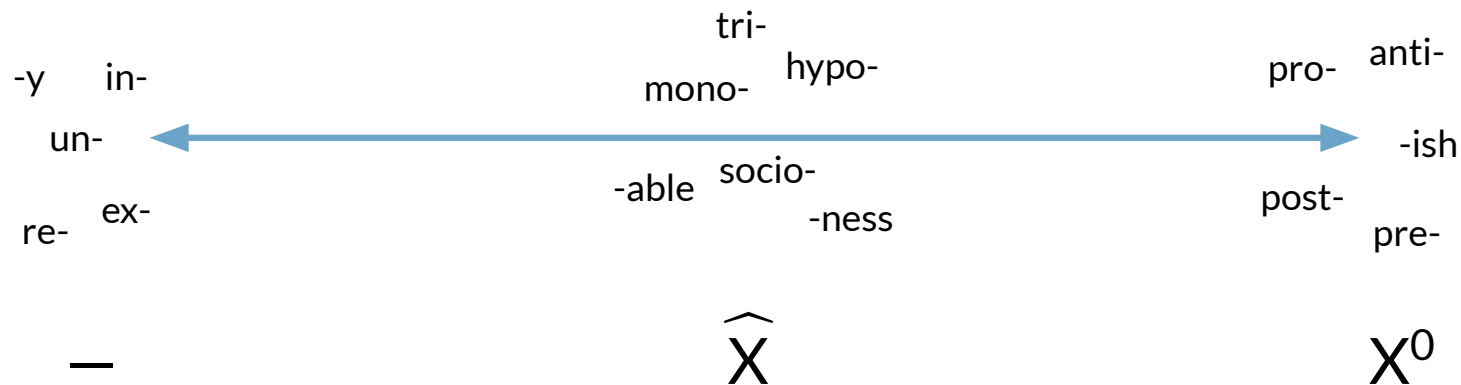 tri-
-y in- mono- hypo- pro- anti-
un- -ish
re- ex- -able socio- -ness post- pre-
— X̂ X⁰